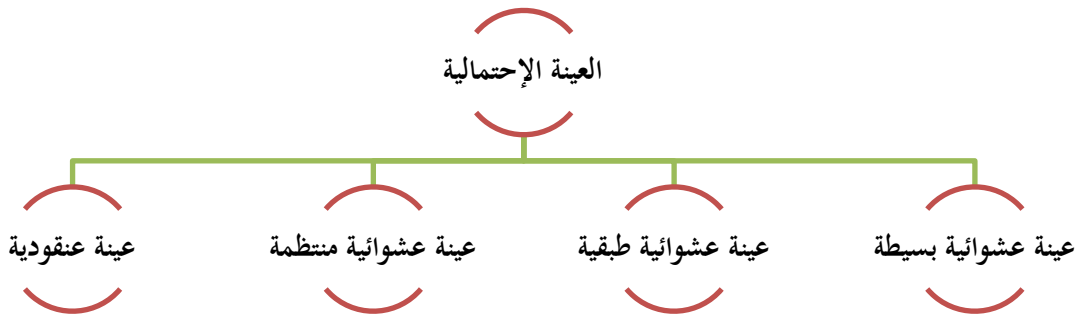 العينة الإحتمالية
عينة عشوائية بسيطة
عينة عشوائية طبقية
عينة عشوائية منتظمة
عينة عنقودية